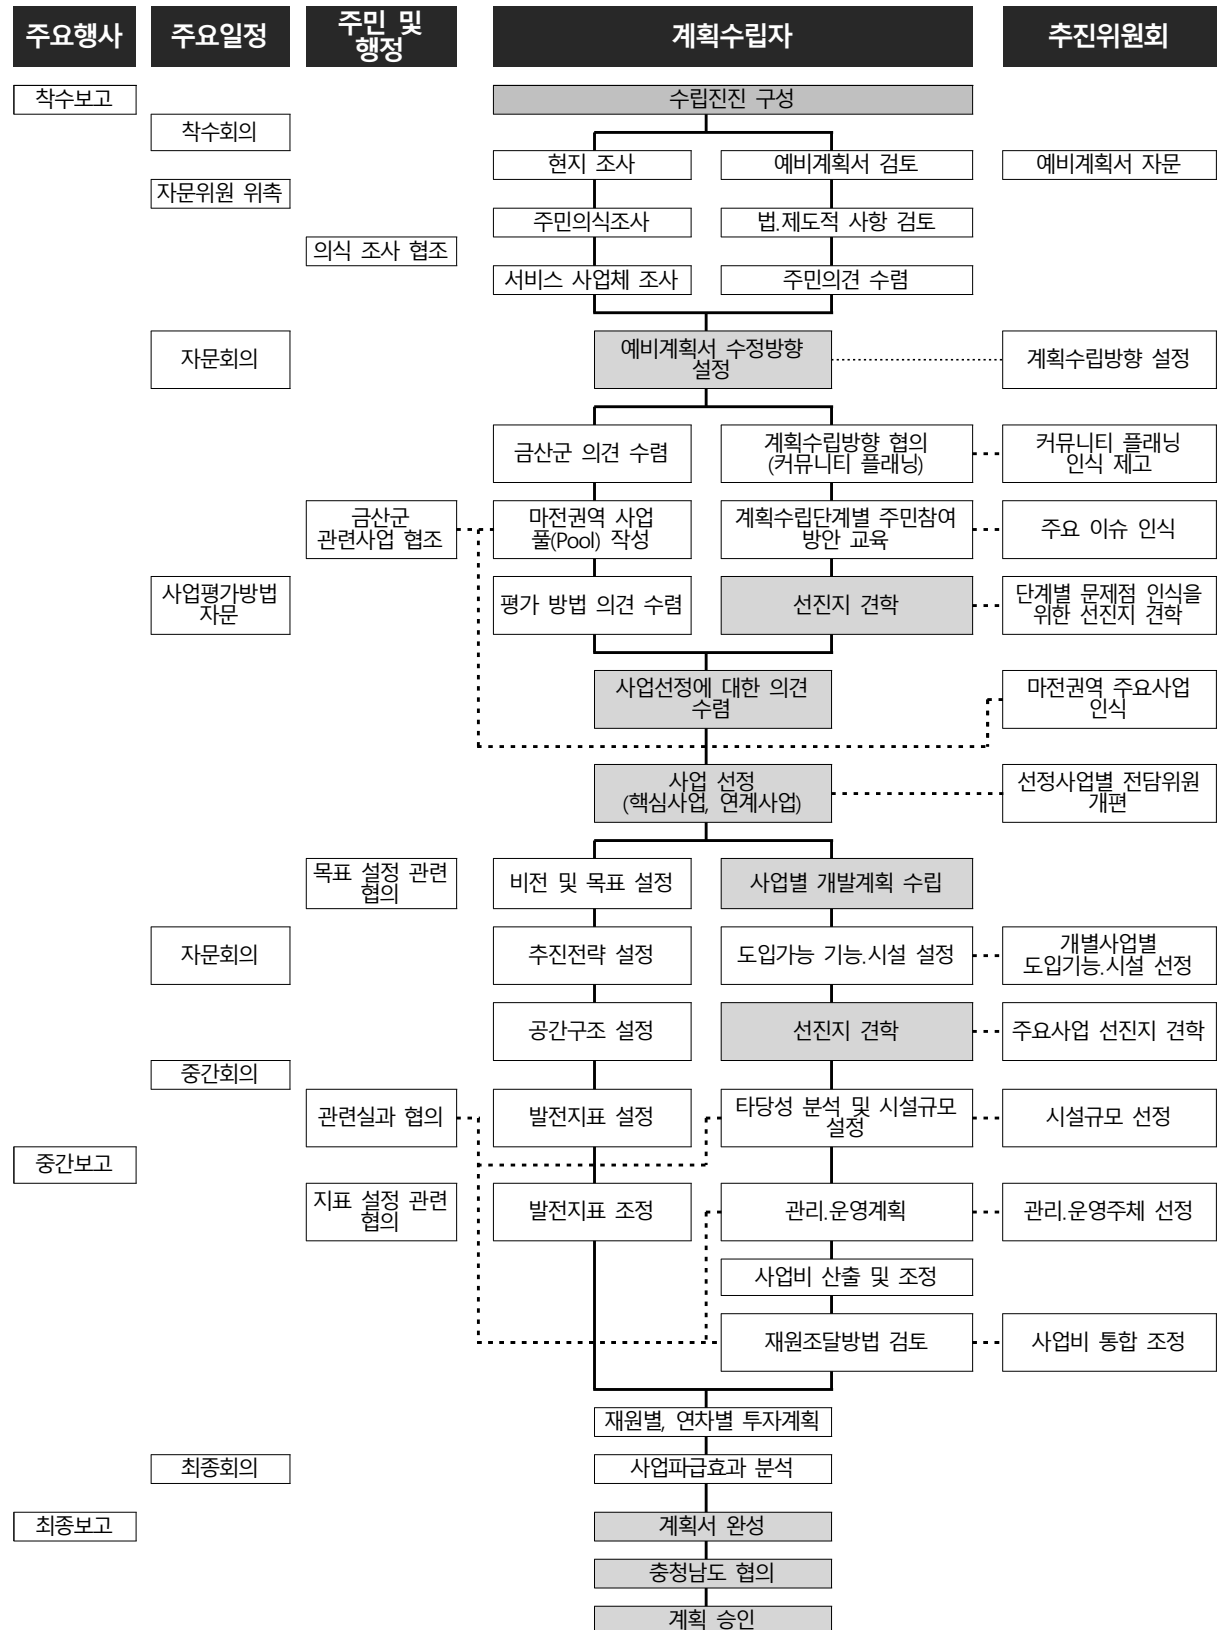 주요행사
주요일정
주민 및
행정
계획수립자
추진위원회
착수보고
수립진진 구성
착수회의
현지 조사
예비계획서 검토
예비계획서 자문
자문위원 위촉
주민의식조사
법.제도적 사항 검토
의식 조사 협조
서비스 사업체 조사
주민의견 수렴
자문회의
예비계획서 수정방향
설정
계획수립방향 설정
금산군 의견 수렴
계획수립방향 협의
(커뮤니티 플래닝)
커뮤니티 플래닝
인식 제고
금산군
관련사업 협조
마전권역 사업
풀(Pool) 작성
계획수립단계별 주민참여
방안 교육
주요 이슈 인식
사업평가방법
자문
평가 방법 의견 수렴
선진지 견학
단계별 문제점 인식을
위한 선진지 견학
사업선정에 대한 의견
수렴
마전권역 주요사업
인식
사업 선정
(핵심사업, 연계사업)
선정사업별 전담위원
개편
목표 설정 관련
협의
비전 및 목표 설정
사업별 개발계획 수립
자문회의
추진전략 설정
도입가능 기능.시설 설정
개별사업별
도입기능.시설 선정
공간구조 설정
선진지 견학
주요사업 선진지 견학
중간회의
관련실과 협의
발전지표 설정
타당성 분석 및 시설규모
설정
시설규모 선정
중간보고
지표 설정 관련
협의
발전지표 조정
관리.운영계획
관리.운영주체 선정
사업비 산출 및 조정
재원조달방법 검토
사업비 통합 조정
재원별, 연차별 투자계획
최종회의
사업파급효과 분석
최종보고
계획서 완성
충청남도 협의
계획 승인